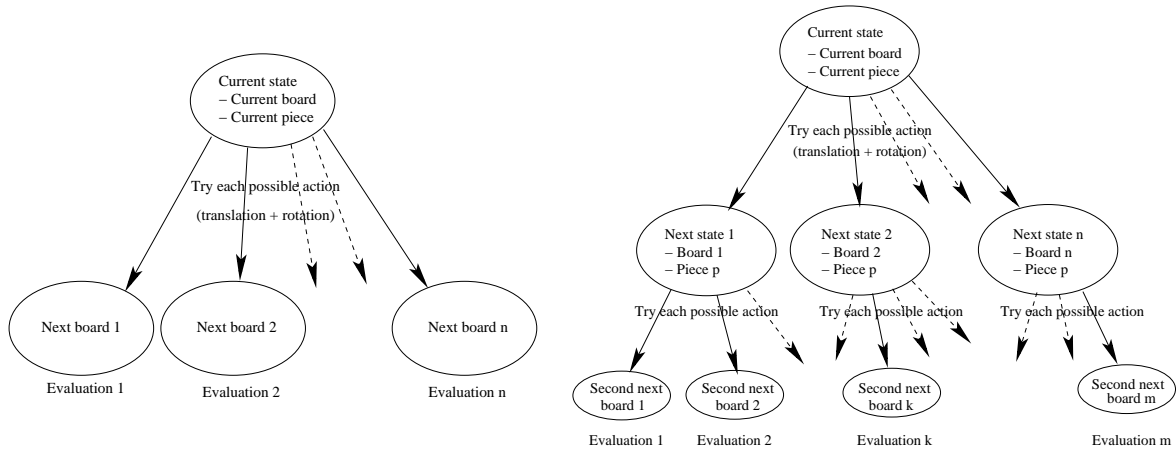 Current state
– Current board
– Current piece
Try each possible action
(translation + rotation)
Next board 1
Next board 2
Next board n
Evaluation 1
Evaluation 2
Evaluation n
Current state
– Current board
– Current piece
Try each possible action
(translation + rotation)
Next state 1
– Board 1
– Piece p
Next state 2
– Board 2
– Piece p
Next state n
– Board n
– Piece p
Try each possible action
Try each possible action
Try each possible action
Second next
board 1
Second next
board 2
Second next
board k
Second next
board m
Evaluation 1
Evaluation 2
Evaluation k
Evaluation m